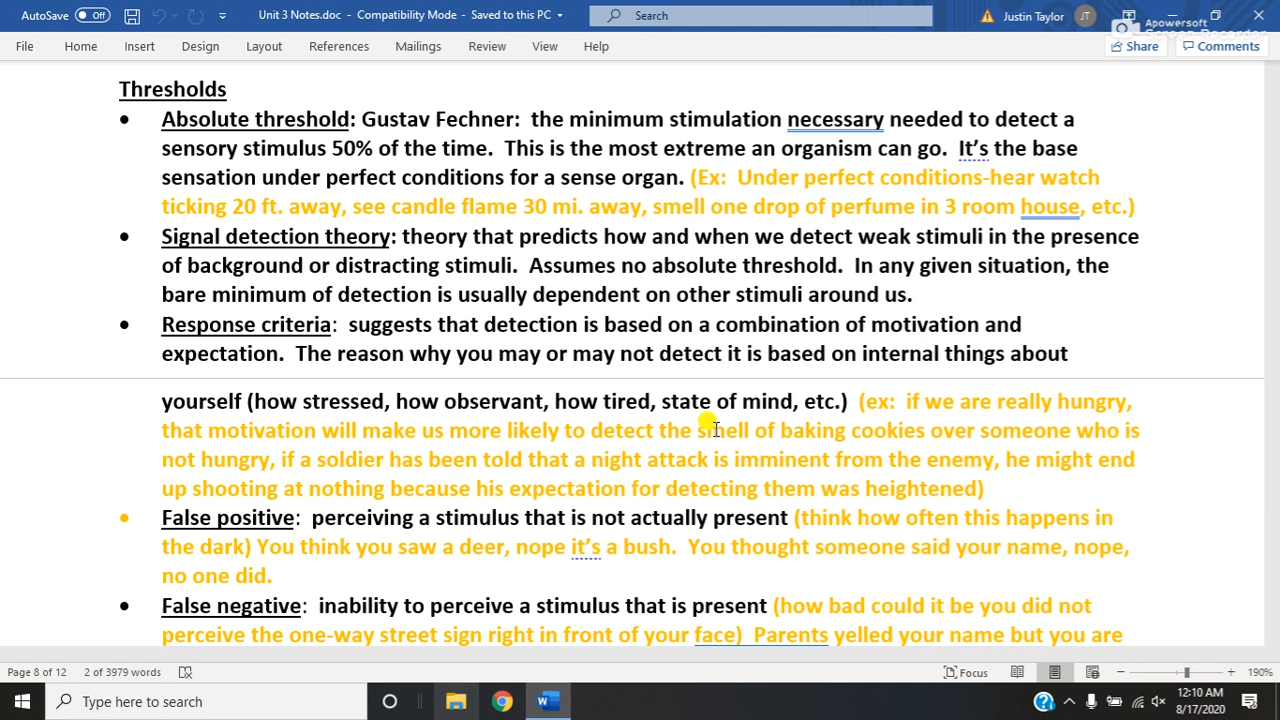 AutoSave Off Unit 3 Notes.doc - Compatibility Mode - Saved to this PC Search Justin Taylor JT
Apowersoft
Screen Recorder
File Home Insert Design Layout References Mailings Review View Help Share Comments
Thresholds
• Absolute threshold: Gustav Fechner: the minimum stimulation necessary needed to detect a
sensory stimulus 50% of the time. This is the most extreme an organism can go. It’s the base
sensation under perfect conditions for a sense organ. (Ex: Under perfect conditions-hear watch
ticking 20 ft. away, see candle flame 30 mi. away, smell one drop of perfume in 3 room house, etc.)
• Signal detection theory: theory that predicts how and when we detect weak stimuli in the presence
of background or distracting stimuli. Assumes no absolute threshold. In any given situation, the
bare minimum of detection is usually dependent on other stimuli around us.
• Response criteria: suggests that detection is based on a combination of motivation and
expectation. The reason why you may or may not detect it is based on internal things about
yourself (how stressed, how observant, how tired, state of mind, etc.) (ex: if we are really hungry,
that motivation will make us more likely to detect the smell of baking cookies over someone who is
not hungry, if a soldier has been told that a night attack is imminent from the enemy, he might end
up shooting at nothing because his expectation for detecting them was heightened)
• False positive: perceiving a stimulus that is not actually present (think how often this happens in
the dark) You think you saw a deer, nope it’s a bush. You thought someone said your name, nope,
no one did.
• False negative: inability to perceive a stimulus that is present (how bad could it be you did not
perceive the one-way street sign right in front of your face) Parents yelled your name but you are
Page 8 of 12 2 of 3979 words Focus 190%
Type here to search 12:10 AM
8/17/2020